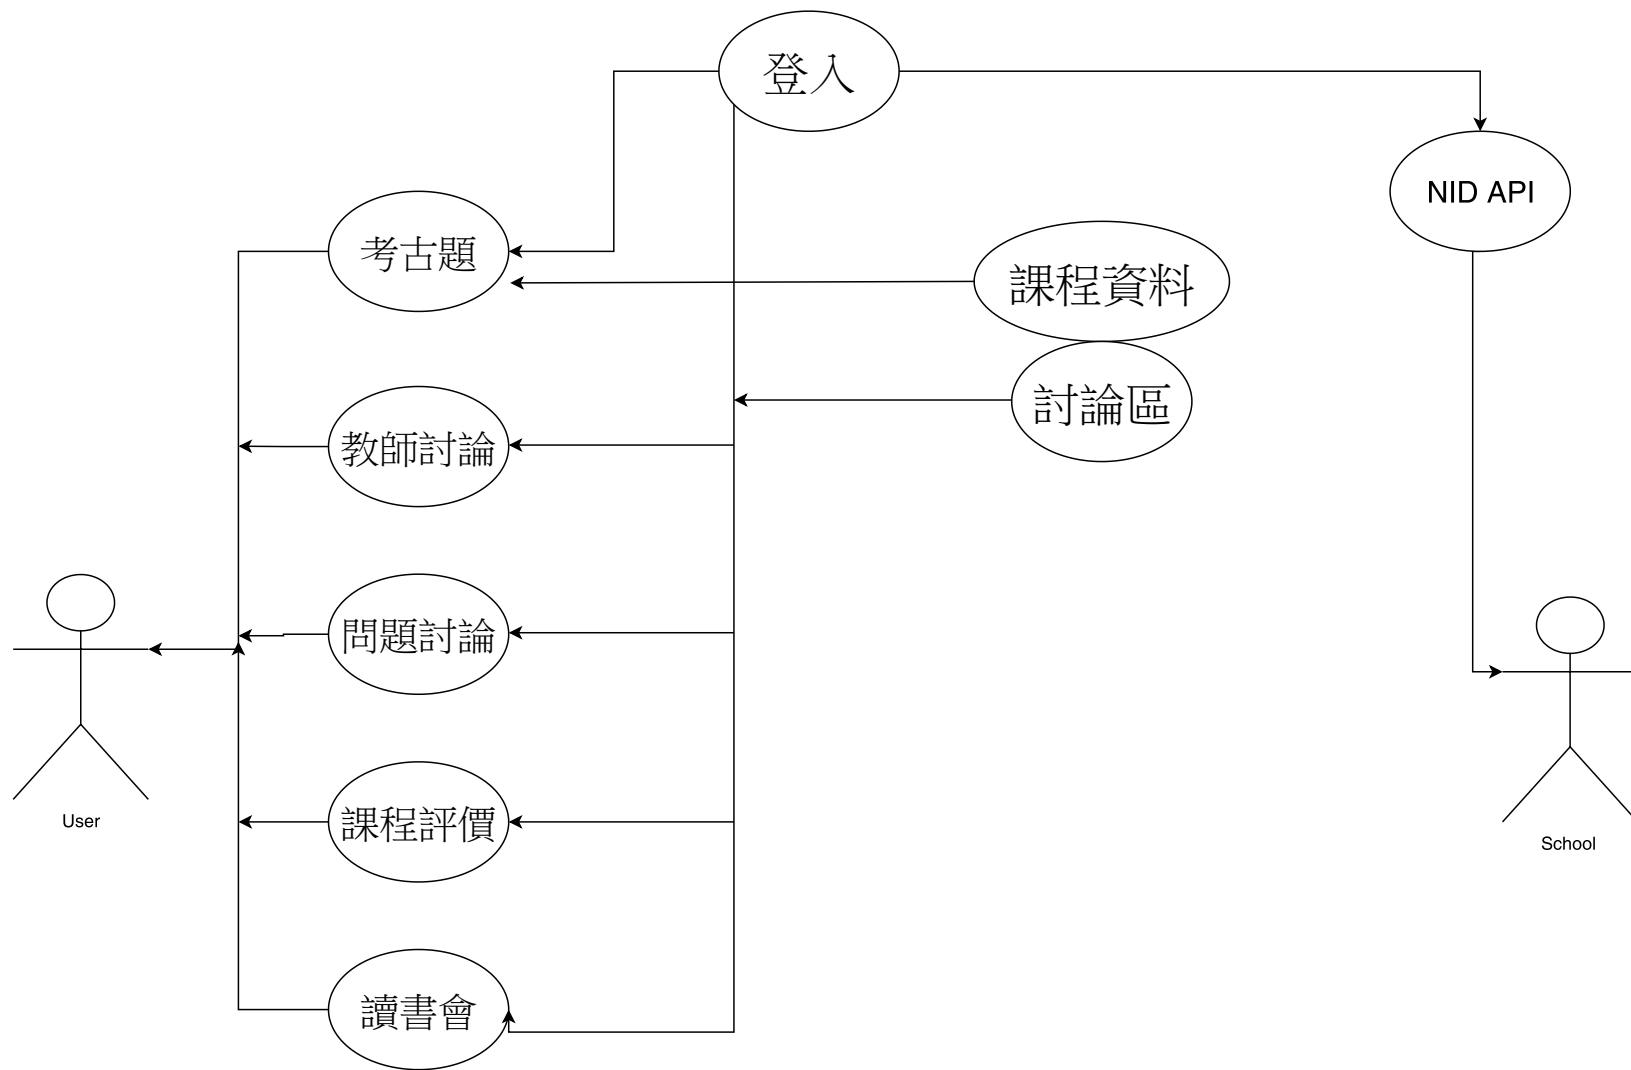 登入
NID API
考古題
課程資料
討論區
教師討論
問題討論
User
課程評價
School
讀書會